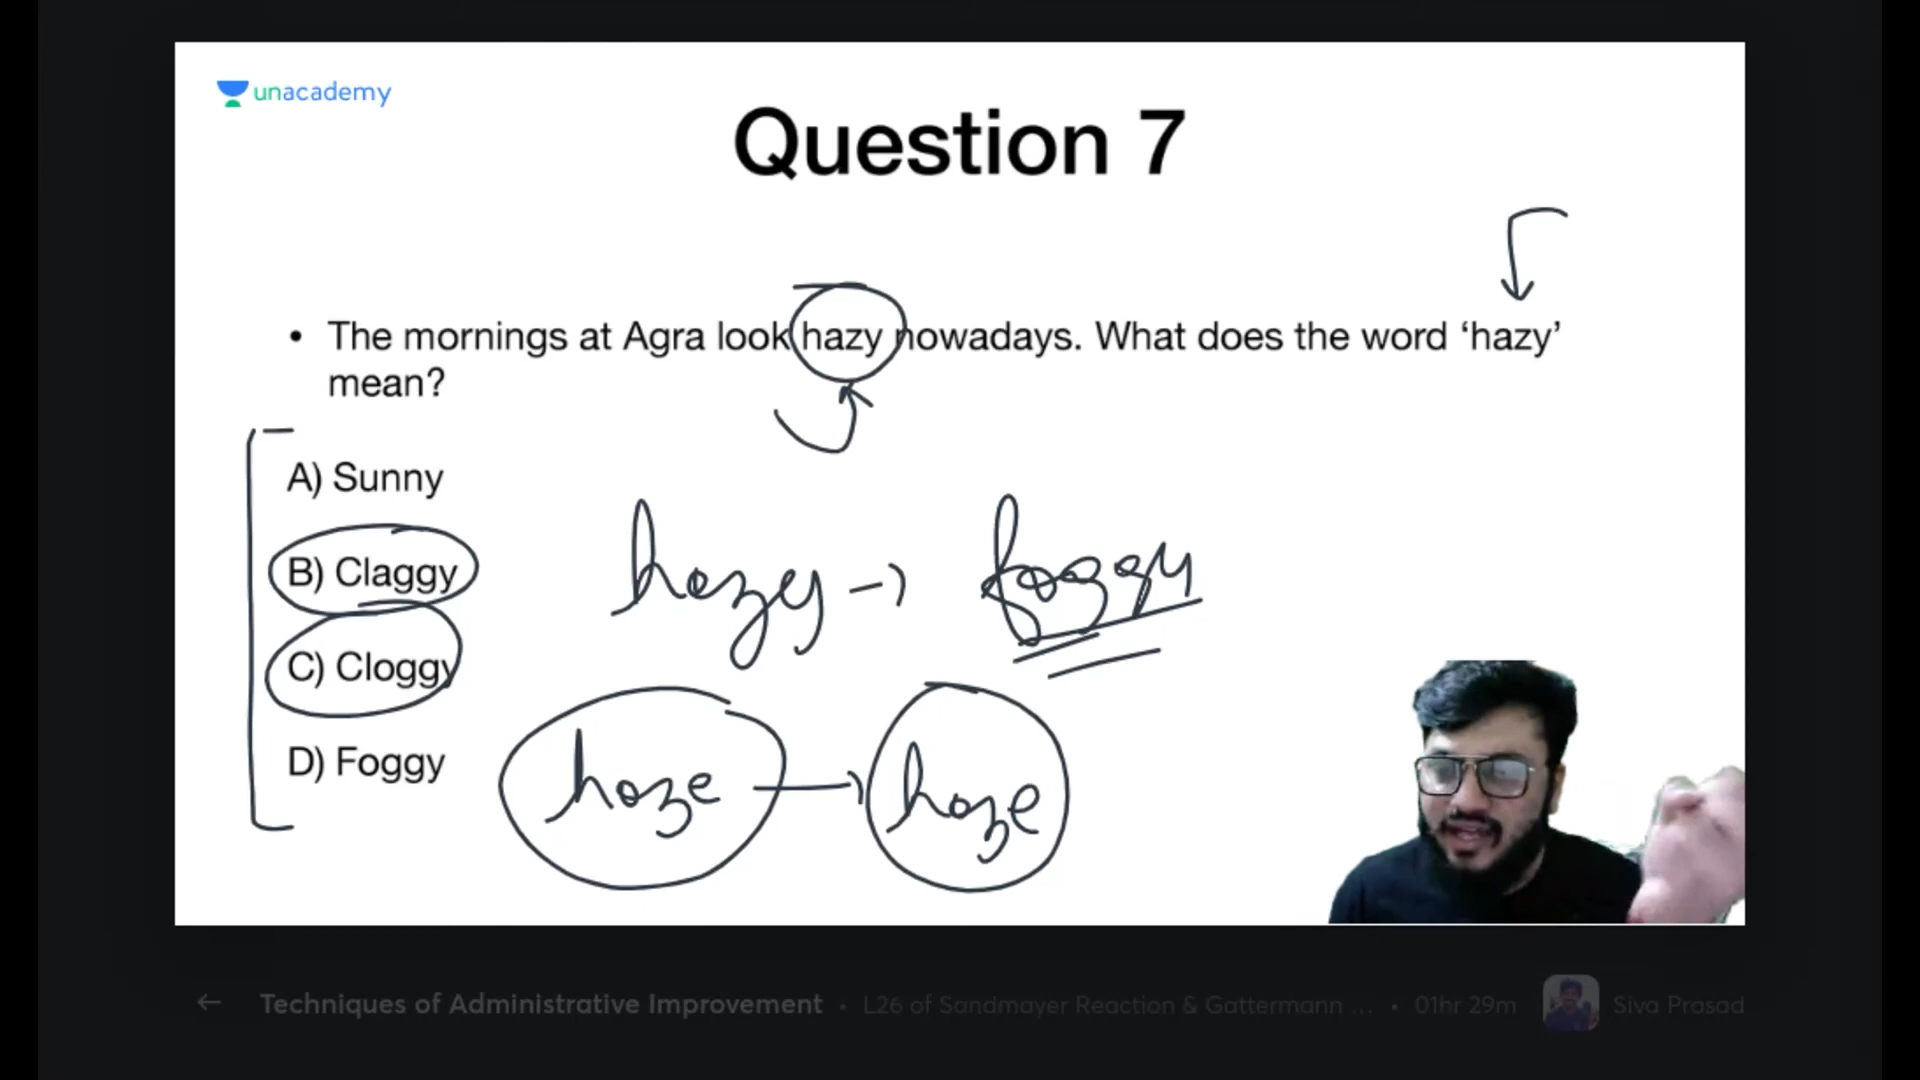 unacademy
Question 7
• The mornings at Agra look hazy nowadays. What does the word ‘hazy’
mean?
A) Sunny
B) Claggy
C) Cloggy
D) Foggy
hazy → foggy
haze → haze
← Techniques of Administrative Improvement • L26 of Sandmayer Reaction & Gattermann ... • 01hr 29m Siva Prasad